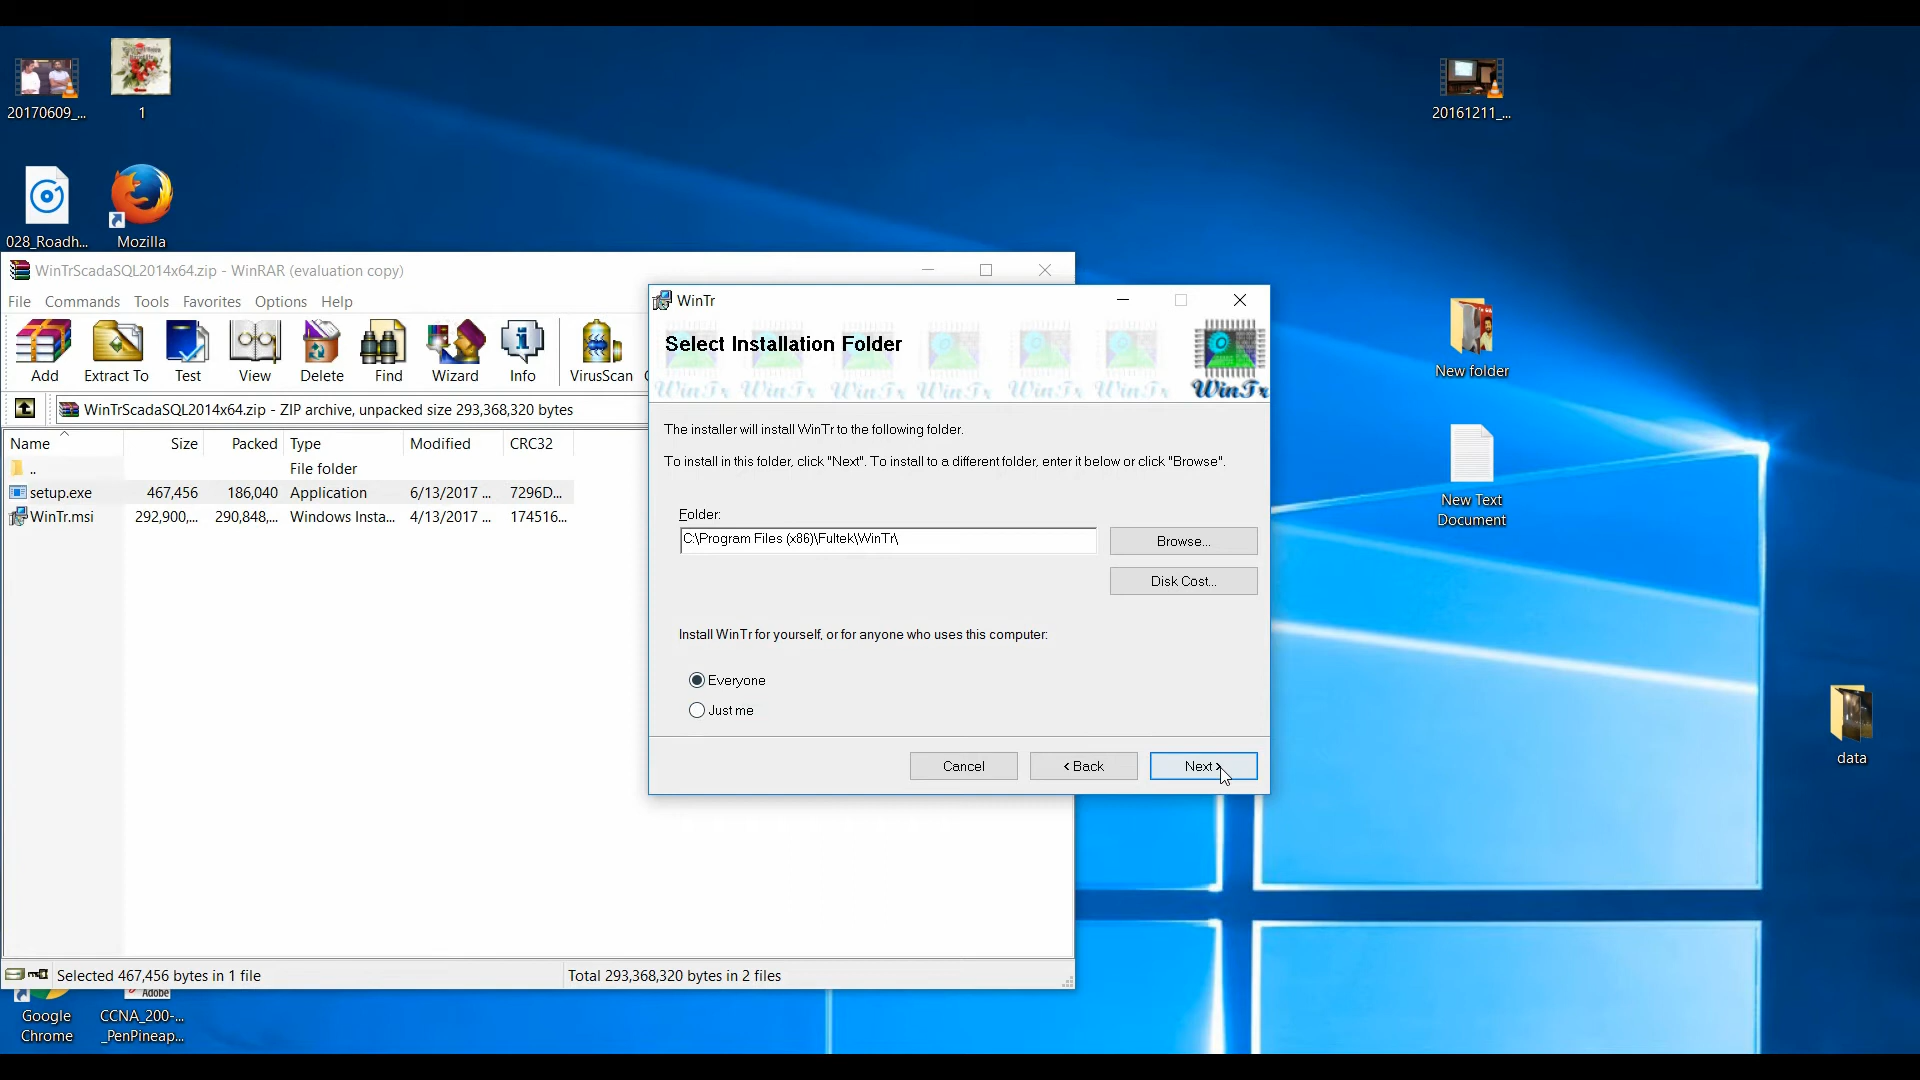 20170609_...
1
20161211_...
028_Roadh...
Mozilla
WinTrScadaSQL2014x64.zip - WinRAR (evaluation copy)
File Commands Tools Favorites Options Help
Add Extract To Test View Delete Find Wizard Info VirusScan
WinTrScadaSQL2014x64.zip - ZIP archive, unpacked size 293,368,320 bytes
Name Size Packed Type Modified CRC32
.. File folder
setup.exe 467,456 186,040 Application 6/13/2017 ... 7296D...
WinTr.msi 292,900,... 290,848,... Windows Insta... 4/13/2017 ... 174516...
Selected 467,456 bytes in 1 file
Total 293,368,320 bytes in 2 files
WinTr
Select Installation Folder
WinTr WinTr WinTr WinTr WinTr WinTr WinTr
The installer will install WinTr to the following folder.
To install in this folder, click "Next". To install to a different folder, enter it below or click "Browse".
Folder:
C:\Program Files (x86)\Fultek\WinTr\
Browse...
Disk Cost...
Install WinTr for yourself, or for anyone who uses this computer:
Everyone
Just me
Cancel < Back Next >
New folder
New Text
Document
data
Adobe
Google
Chrome
CCNA_200-...
_PenPineap...